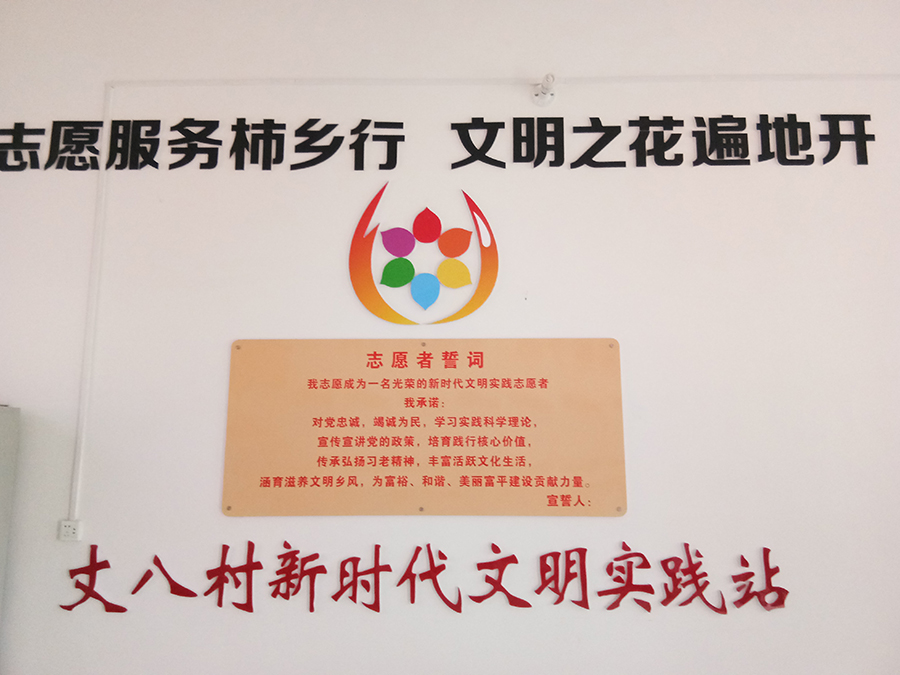 志愿服务柿乡行 文明之花遍地开
志愿者誓词
我志愿成为一名光荣的新时代文明实践志愿者
我承诺：
对党忠诚，竭诚为民，学习实践科学理论，
宣传宣讲党的政策，培育践行核心价值，
传承弘扬习老精神，丰富活跃文化生活，
涵育滋养文明乡风，为富裕、和谐、美丽富平建设贡献力量。
宣誓人：
丈八村新时代文明实践站